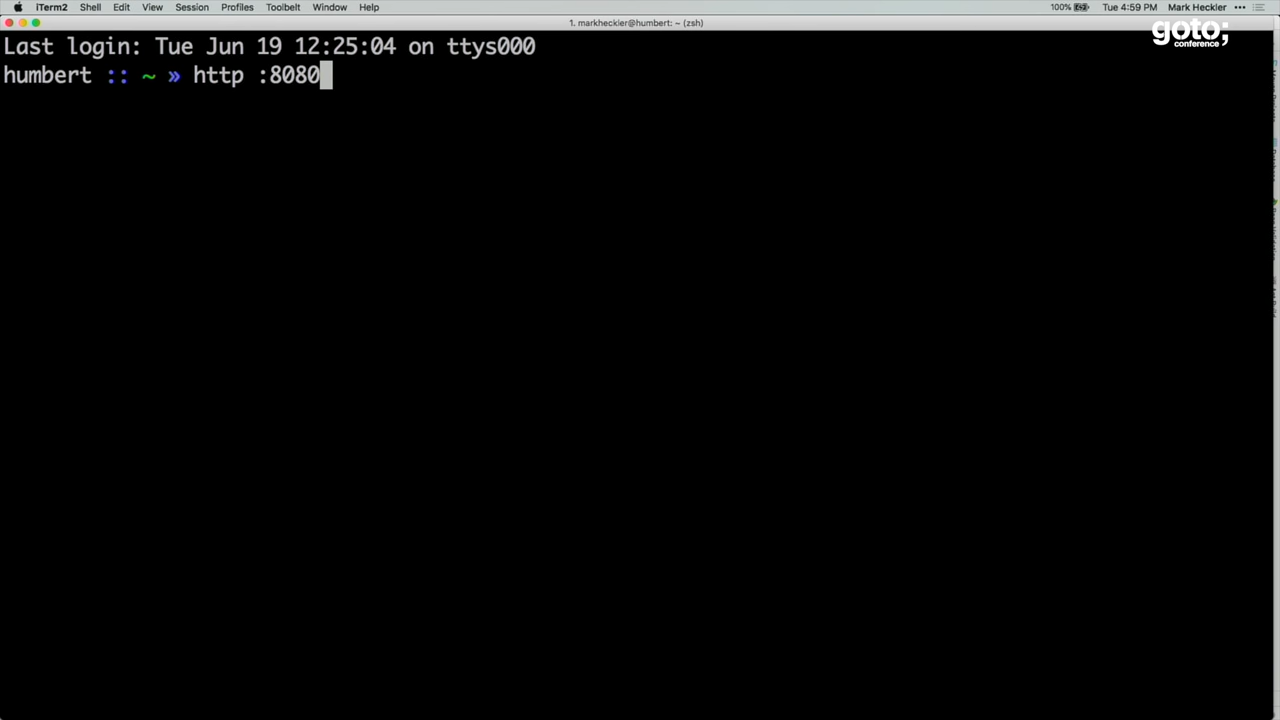 iTerm2 Shell Edit View Session Profiles Toolbelt Window Help 100% Tue 4:59 PM Mark Heckler
1. markheckler@humbert: ~ (zsh)
goto;
conference
Last login: Tue Jun 19 12:25:04 on ttys000
humbert :: ~ » http :8080